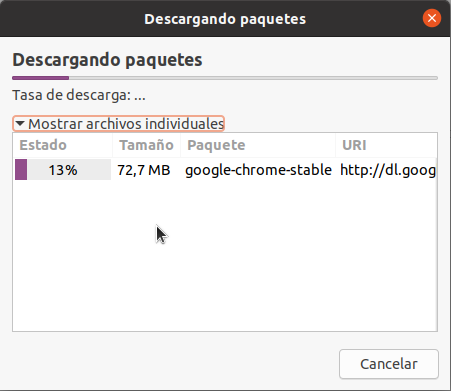 Descargando paquetes
Descargando paquetes
Tasa de descarga: ...
Mostrar archivos individuales
Estado Tamaño Paquete URI
13% 72,7 MB google-chrome-stable http://dl.goog
Cancelar